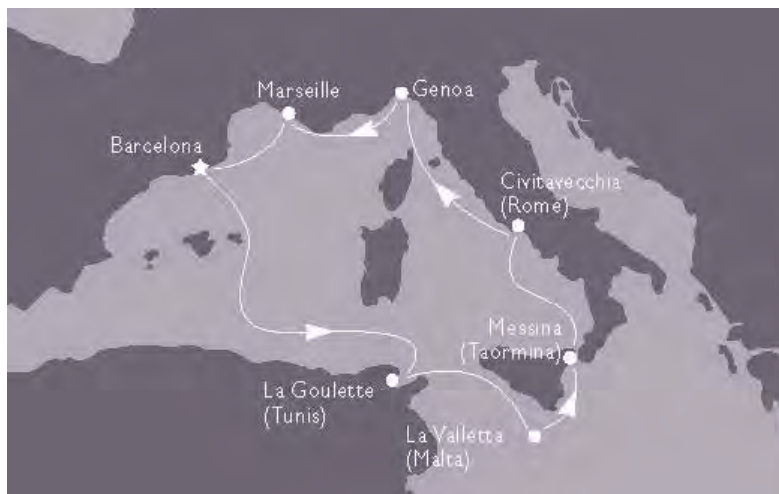 Marseille
Genoa
Barcelona
Civitavecchia
(Rome)
Messina
(Taormina)
La Goulette
(Tunis)
La Valletta
(Malta)